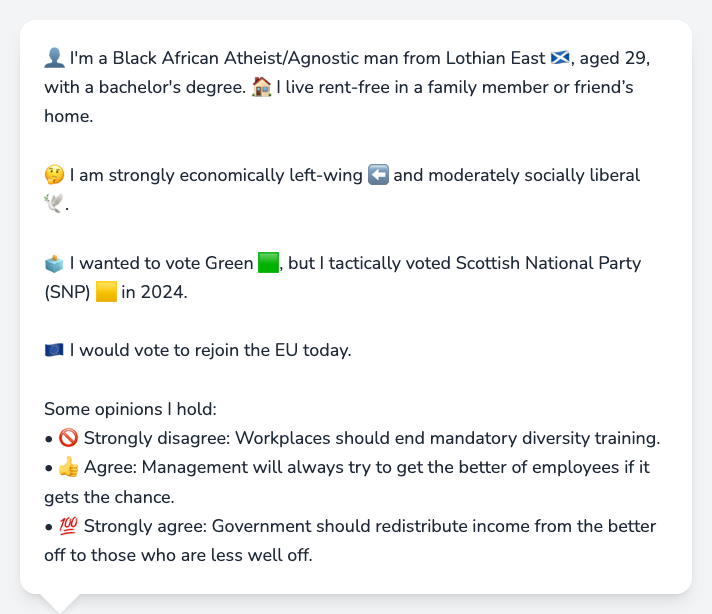 👤 I'm a Black African Atheist/Agnostic man from Lothian East 🏴󠁧󠁢󠁳󠁣󠁴󠁿, aged 29,
with a bachelor's degree. 🏠 I live rent-free in a family member or friend’s
home.
🤔 I am strongly economically left-wing ⬅️ and moderately socially liberal
🕊️.
🗳️ I wanted to vote Green 🟩, but I tactically voted Scottish National Party
(SNP) 🟨 in 2024.
🇪🇺 I would vote to rejoin the EU today.
Some opinions I hold:
• 🚫 Strongly disagree: Workplaces should end mandatory diversity training.
• 👍 Agree: Management will always try to get the better of employees if it
gets the chance.
• 💯 Strongly agree: Government should redistribute income from the better
off to those who are less well off.